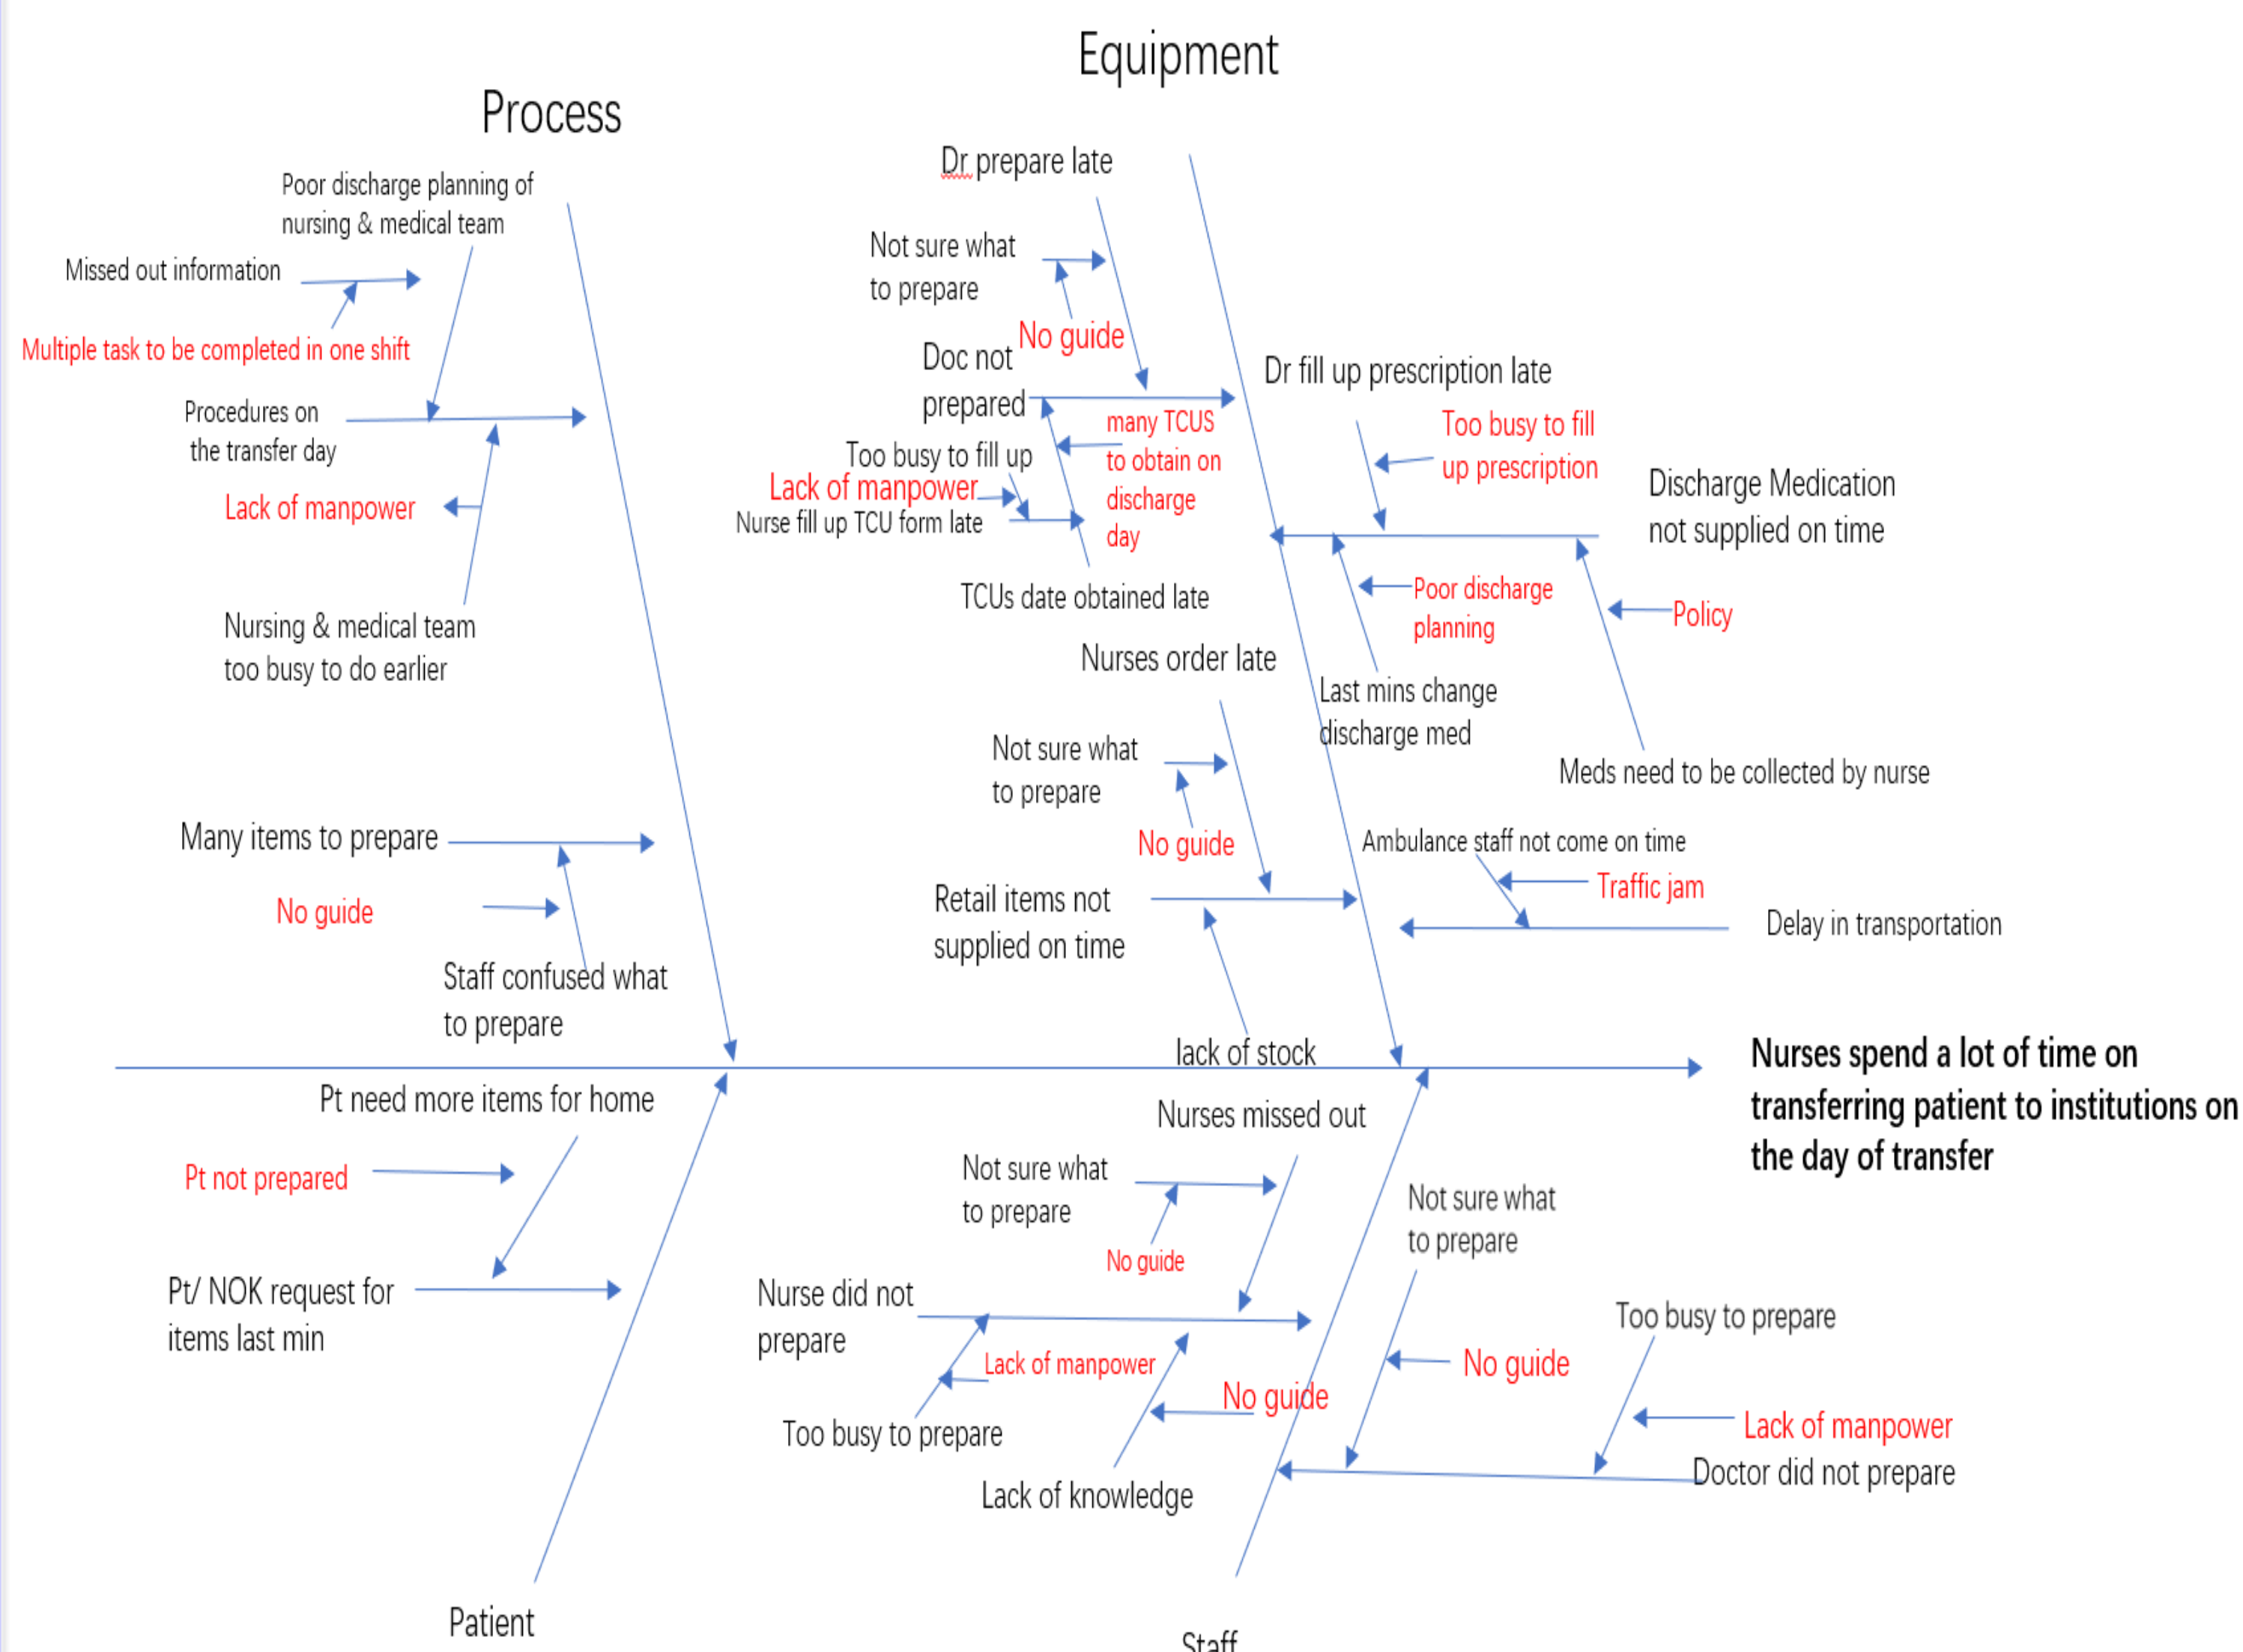 Equipment
Process
Dr prepare late
Poor discharge planning of
nursing & medical team
Not sure what
to prepare
Missed out information
No guide
Multiple task to be completed in one shift
Doc not
prepared
Dr fill up prescription late
Procedures on
the transfer day
many TCUS
to obtain on
discharge
day
Too busy to fill
up prescription
Too busy to fill up
Lack of manpower
Nurse fill up TCU form late
Discharge Medication
not supplied on time
Lack of manpower
TCUs date obtained late
Poor discharge
planning
Policy
Nursing & medical team
too busy to do earlier
Nurses order late
Last mins change
discharge med
Not sure what
to prepare
Meds need to be collected by nurse
Many items to prepare
No guide
Ambulance staff not come on time
Traffic jam
No guide
Retail items not
supplied on time
Delay in transportation
Staff confused what
to prepare
lack of stock
Nurses spend a lot of time on
transferring patient to institutions on
the day of transfer
Pt need more items for home
Nurses missed out
Pt not prepared
Not sure what
to prepare
Not sure what
to prepare
No guide
Pt/ NOK request for
items last min
Nurse did not
prepare
Too busy to prepare
Lack of manpower
No guide
No guide
Too busy to prepare
Lack of manpower
Doctor did not prepare
Lack of knowledge
Patient
Staff